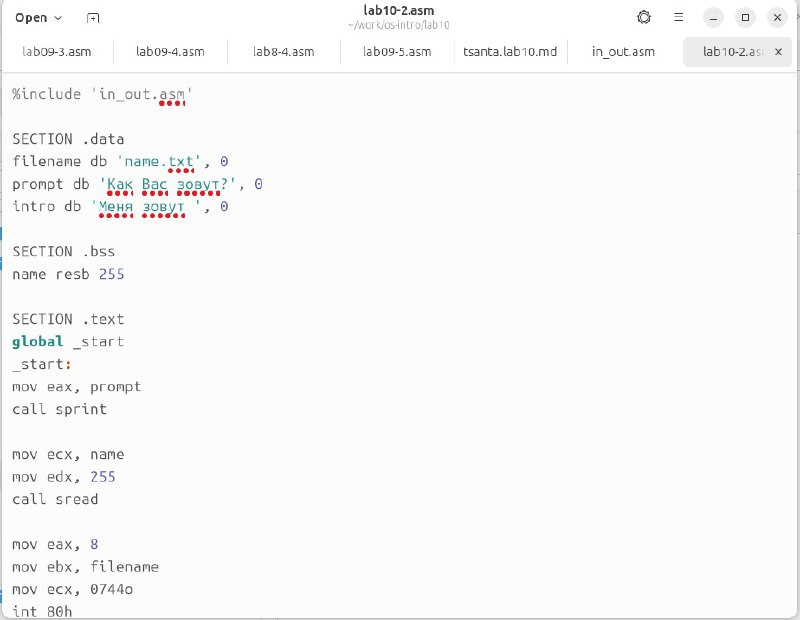 Open
lab10-2.asm
~/work/os-intro/lab10
lab09-3.asm
lab09-4.asm
lab8-4.asm
lab09-5.asm
tsanta.lab10.md
in_out.asm
lab10-2.as
%include 'in_out.asm'
SECTION .data
filename db 'name.txt', 0
prompt db 'Как Вас зовут?', 0
intro db 'Меня зовут ', 0
SECTION .bss
name resb 255
SECTION .text
global _start
_start:
mov eax, prompt
call sprint
mov ecx, name
mov edx, 255
call sread
mov eax, 8
mov ebx, filename
mov ecx, 0744o
int 80h